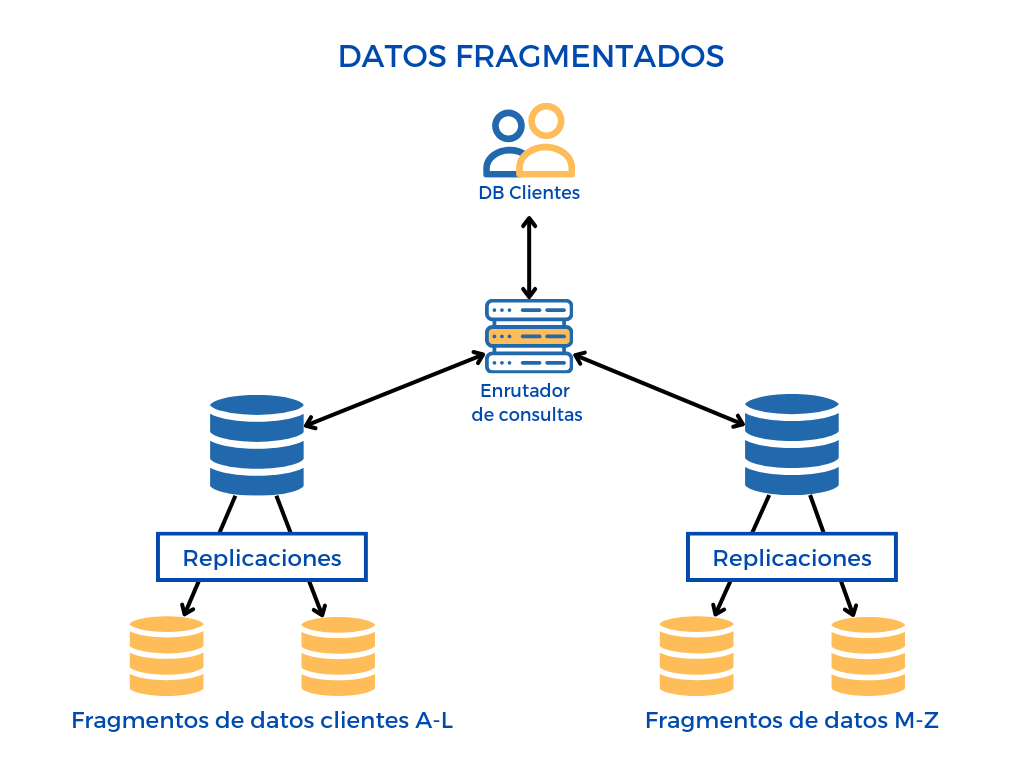 DATOS FRAGMENTADOS
DB Clientes
Enrutador
de consultas
Replicaciones
Replicaciones
Fragmentos de datos clientes A-L
Fragmentos de datos M-Z